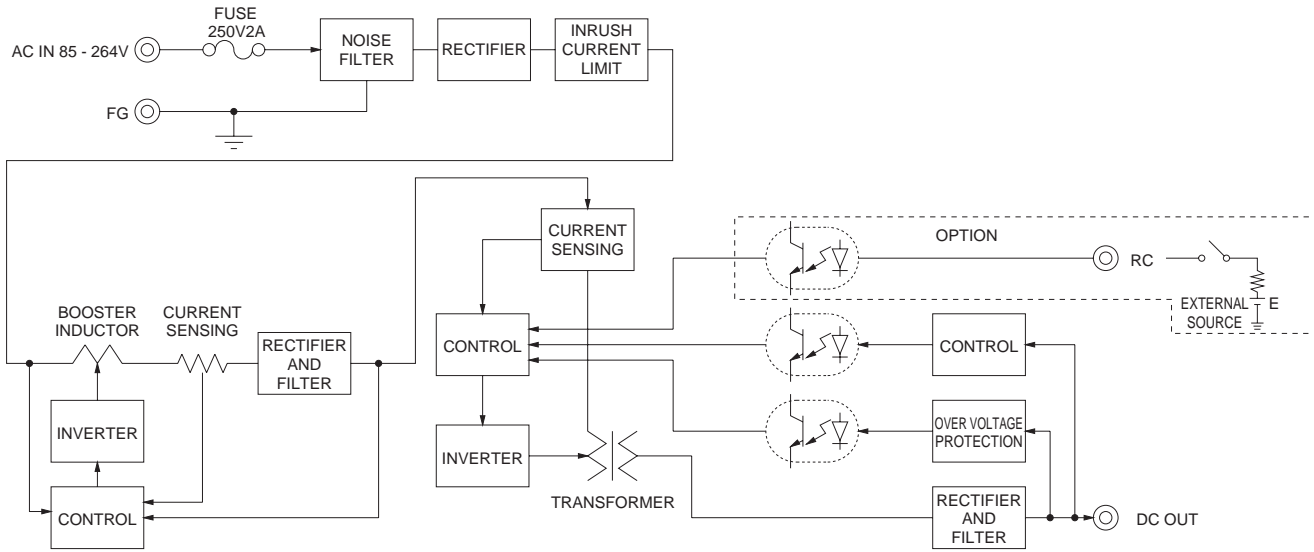 FUSE
250V2A
AC IN 85 - 264V
NOISE
FILTER
RECTIFIER
INRUSH
CURRENT
LIMIT
FG
CURRENT
SENSING
OPTION
RC
EXTERNAL
SOURCE
E
BOOSTER
INDUCTOR
CURRENT
SENSING
RECTIFIER
AND
FILTER
CONTROL
CONTROL
INVERTER
INVERTER
OVER VOLTAGE
PROTECTION
TRANSFORMER
CONTROL
RECTIFIER
AND
FILTER
DC OUT